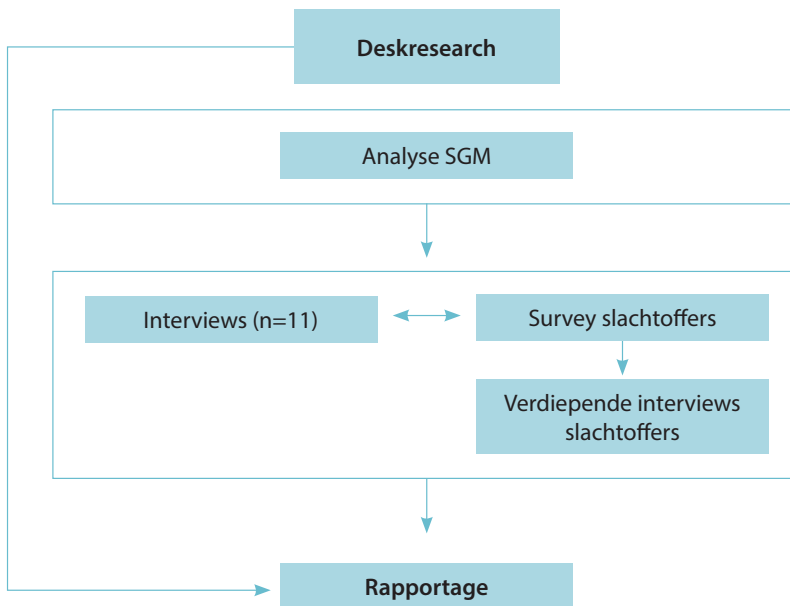 Deskresearch
Analyse SGM
Interviews (n=11)
Survey slachtoffers
Verdiepende interviews
slachtoffers
Rapportage